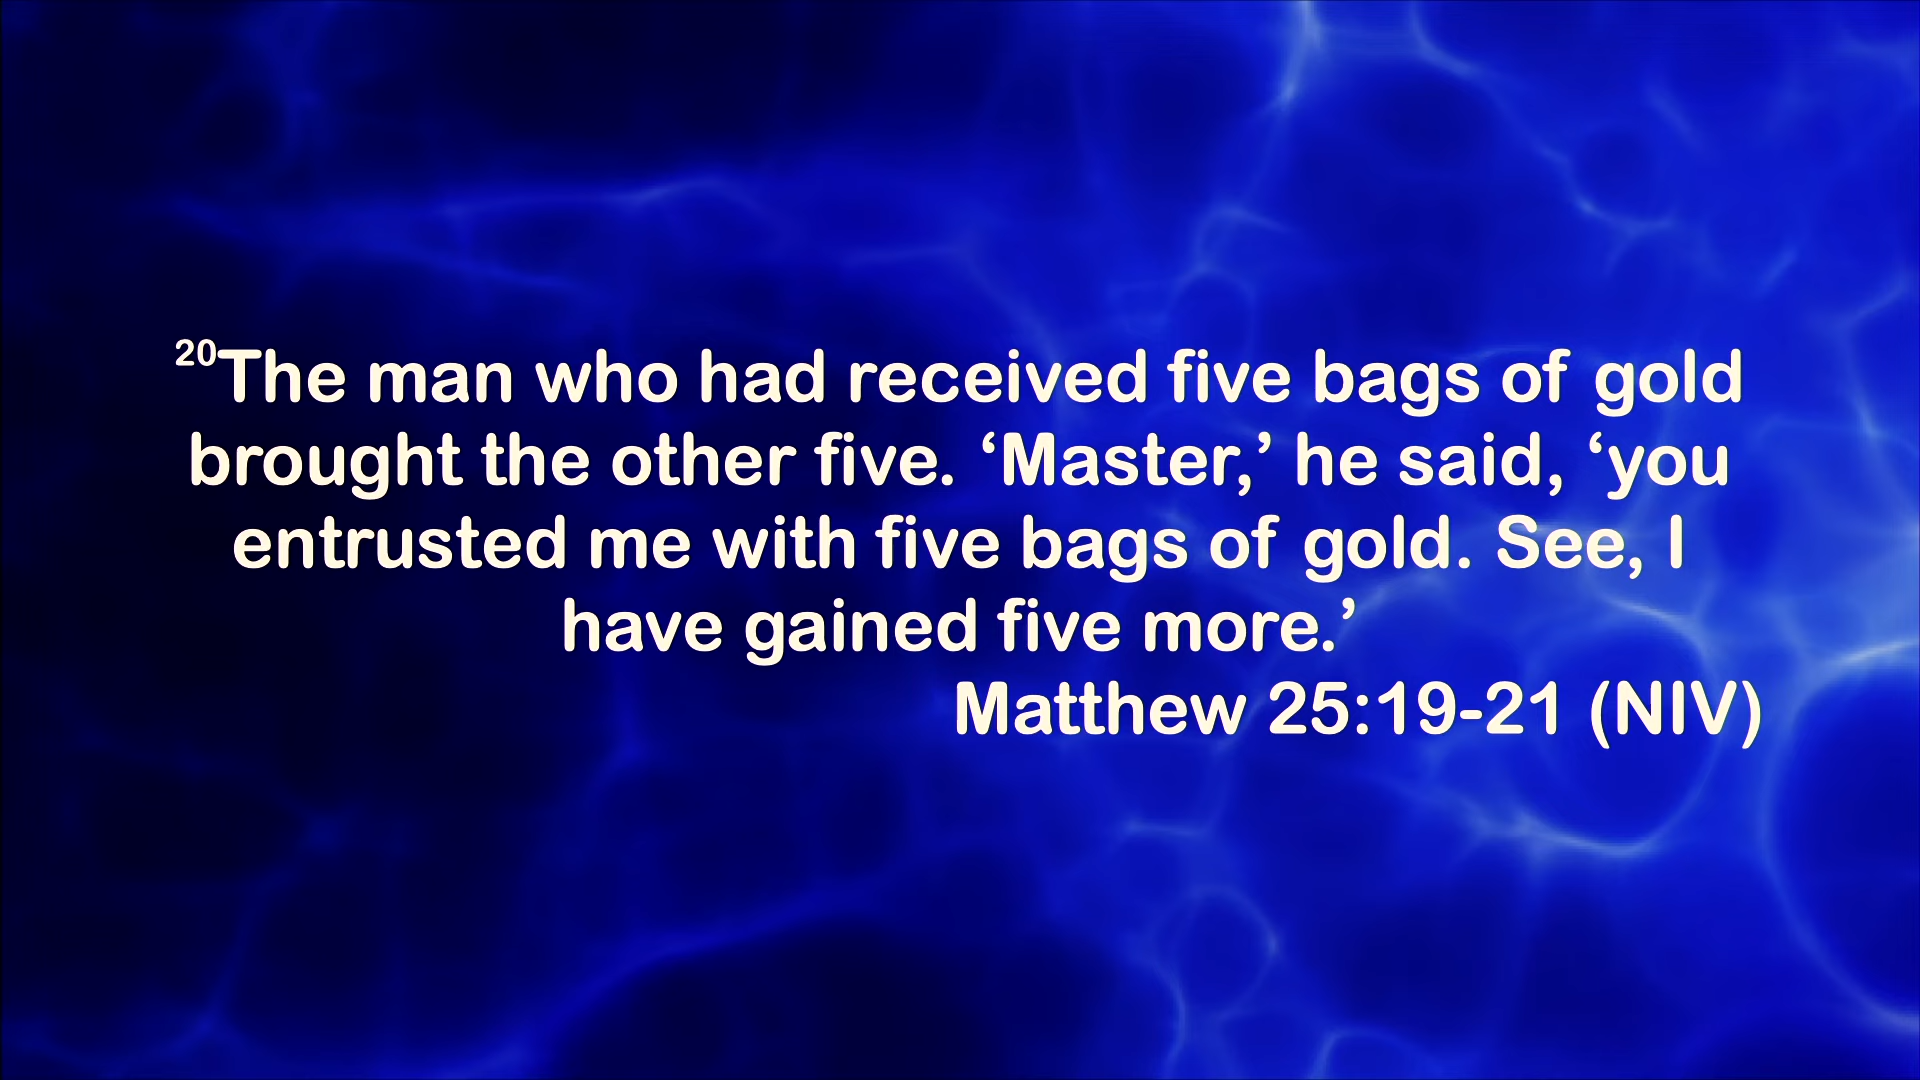 20The man who had received five bags of gold
brought the other five. ‘Master,’ he said, ‘you
entrusted me with five bags of gold. See, I
have gained five more.’
Matthew 25:19-21 (NIV)